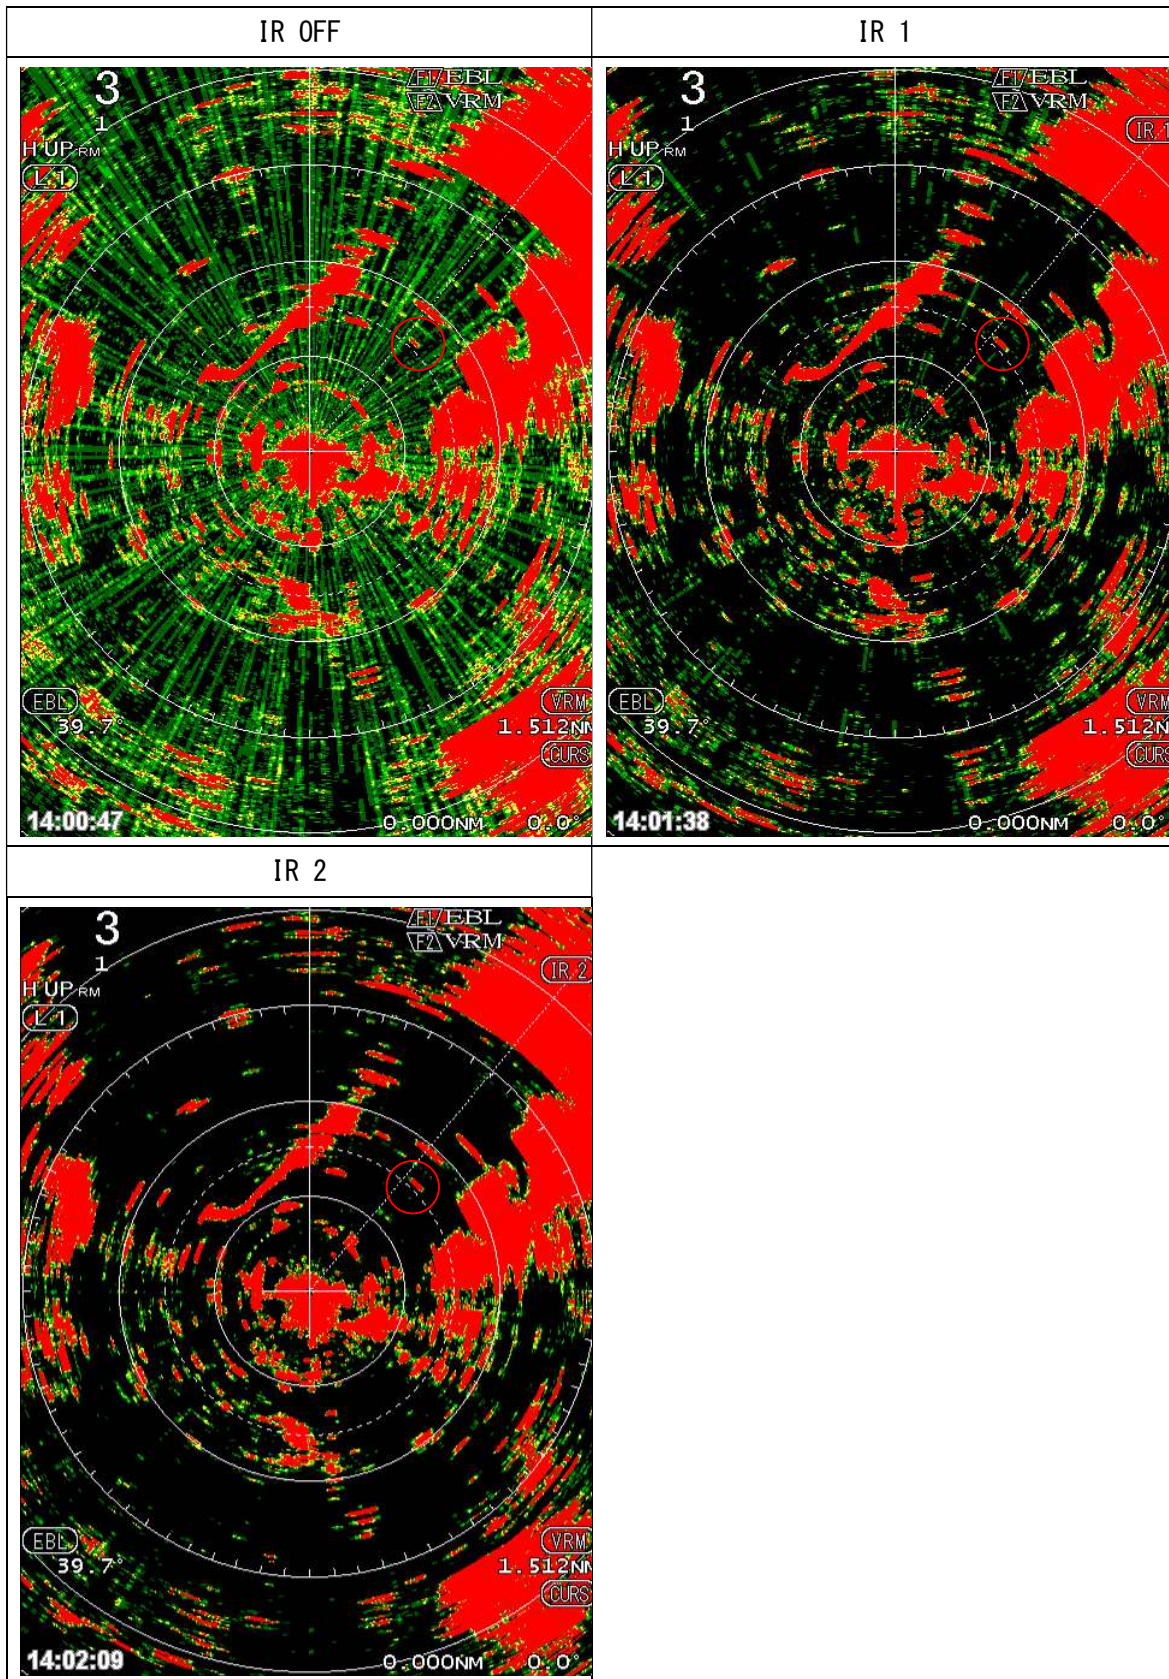 IR OFF
IR 1
3
F1 EBL
F2 VRM
1
H UP RM
L 1
EBL
39.7°
VRM
1.512NM
CURS
14:00:47
0.000NM 0.0°
3
F1 EBL
F2 VRM
1
IR 1
H UP RM
L 1
EBL
39.7°
VRM
1.512NM
CURS
14:01:38
0.000NM 0.0°
IR 2
3
F1 EBL
F2 VRM
1
IR 2
H UP RM
L 1
EBL
39.7°
VRM
1.512NM
CURS
14:02:09
0.000NM 0.0°